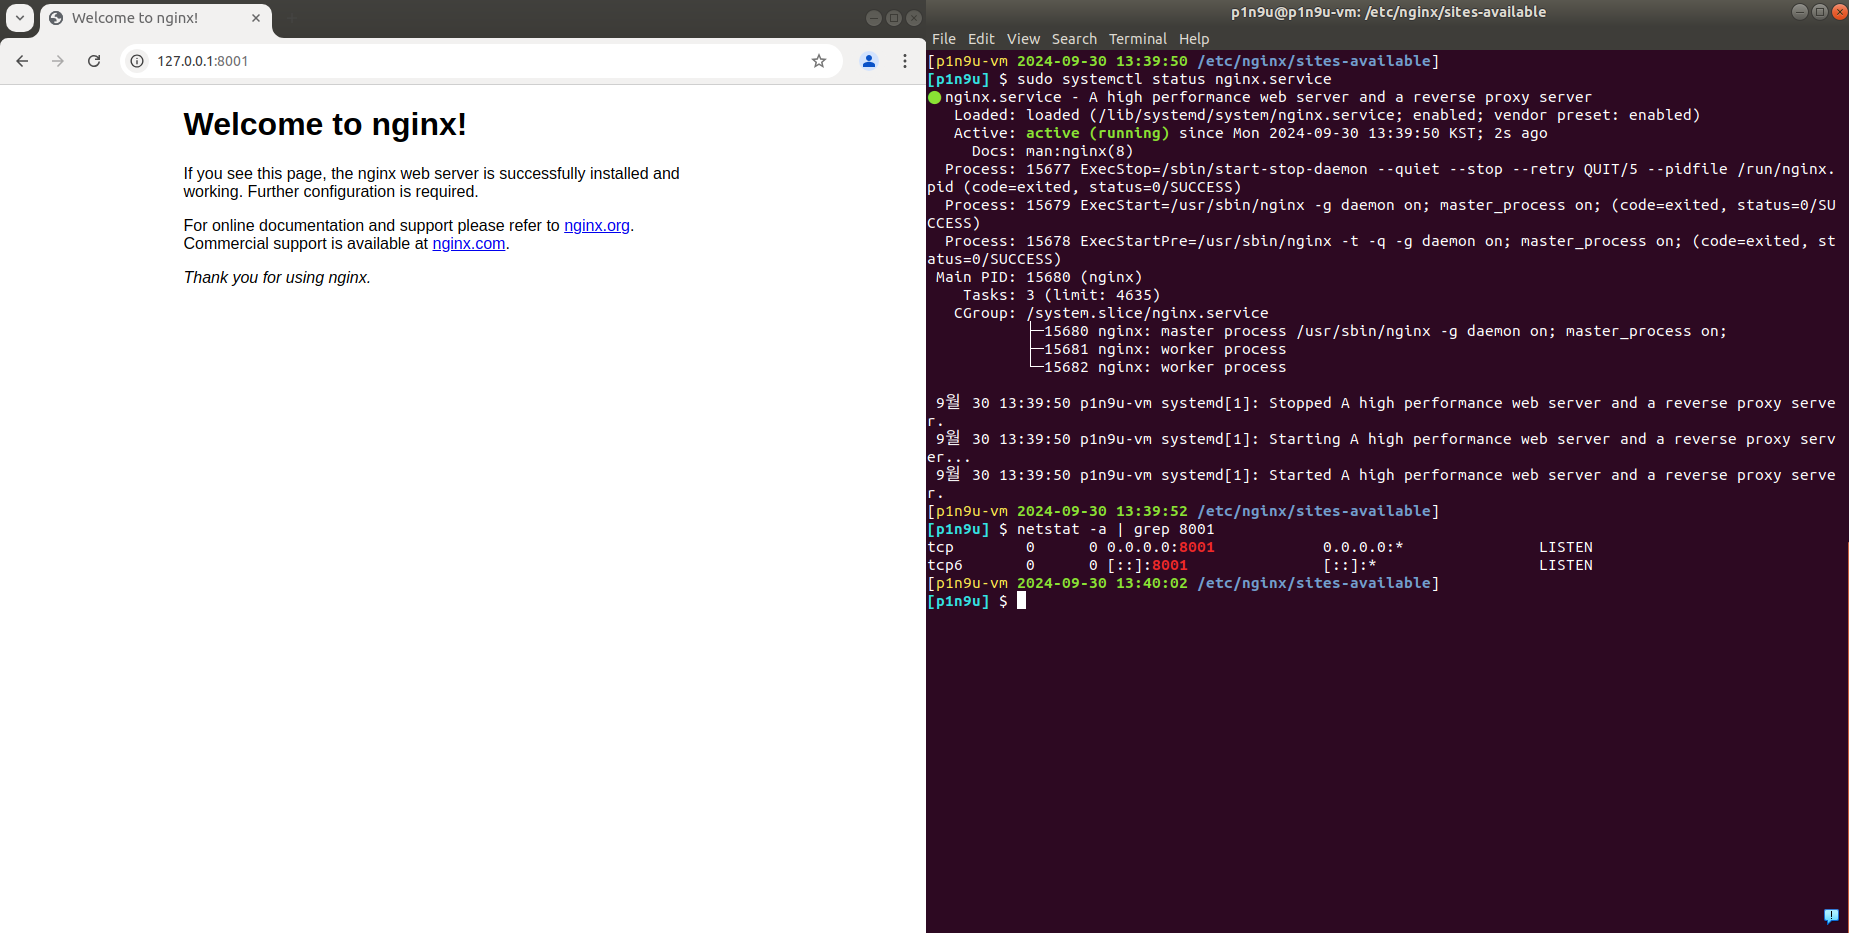 Welcome to nginx!
127.0.0.1:8001
Welcome to nginx!
If you see this page, the nginx web server is successfully installed and
working. Further configuration is required.
For online documentation and support please refer to nginx.org.
Commercial support is available at nginx.com.
Thank you for using nginx.
p1n9u@p1n9u-vm: /etc/nginx/sites-available
File Edit View Search Terminal Help
[p1n9u-vm 2024-09-30 13:39:50 /etc/nginx/sites-available]
[p1n9u] $ sudo systemctl status nginx.service
● nginx.service - A high performance web server and a reverse proxy server
   Loaded: loaded (/lib/systemd/system/nginx.service; enabled; vendor preset: enabled)
   Active: active (running) since Mon 2024-09-30 13:39:50 KST; 2s ago
     Docs: man:nginx(8)
  Process: 15677 ExecStop=/sbin/start-stop-daemon --quiet --stop --retry QUIT/5 --pidfile /run/nginx.
pid (code=exited, status=0/SUCCESS)
  Process: 15679 ExecStart=/usr/sbin/nginx -g daemon on; master_process on; (code=exited, status=0/SU
CCESS)
  Process: 15678 ExecStartPre=/usr/sbin/nginx -t -q -g daemon on; master_process on; (code=exited, st
atus=0/SUCCESS)
 Main PID: 15680 (nginx)
    Tasks: 3 (limit: 4635)
   CGroup: /system.slice/nginx.service
           ├─15680 nginx: master process /usr/sbin/nginx -g daemon on; master_process on;
           ├─15681 nginx: worker process
           └─15682 nginx: worker process
 9월 30 13:39:50 p1n9u-vm systemd[1]: Stopped A high performance web server and a reverse proxy serve
r.
 9월 30 13:39:50 p1n9u-vm systemd[1]: Starting A high performance web server and a reverse proxy serv
er...
 9월 30 13:39:50 p1n9u-vm systemd[1]: Started A high performance web server and a reverse proxy serve
r.
[p1n9u-vm 2024-09-30 13:39:52 /etc/nginx/sites-available]
[p1n9u] $ netstat -a | grep 8001
tcp        0      0 0.0.0.0:8001            0.0.0.0:*               LISTEN
tcp6       0      0 [::]:8001               [::]:*                  LISTEN
[p1n9u-vm 2024-09-30 13:40:02 /etc/nginx/sites-available]
[p1n9u] $